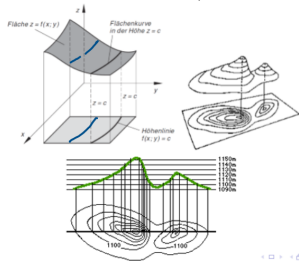 z
Fläche z = f(x; y)
Flächenkurve
in der Höhe z = c
z = c
z = c
y
x
Höhenlinie
f(x; y) = c
1150m
1140m
1130m
1120m
1110m
1100m
1090m
1100
1100